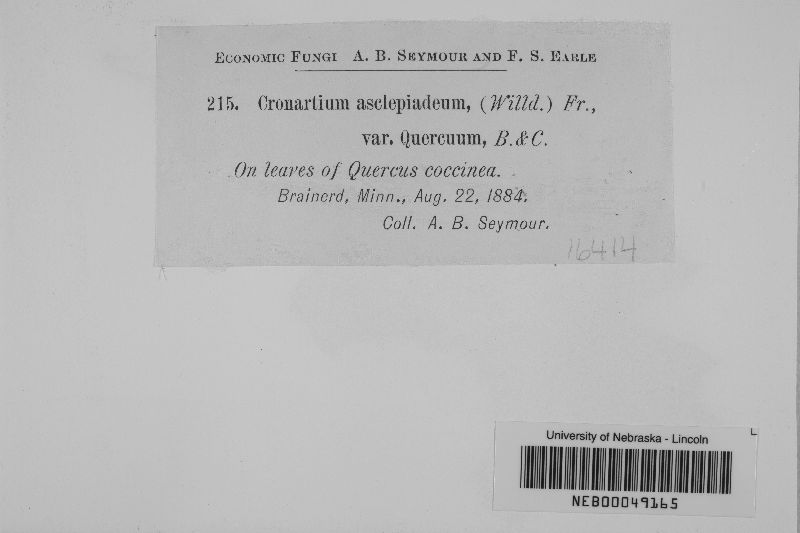 Economic Fungi A. B. Seymour and F. S. Earle
215. Cronartium asclepiadeum, (Willd.) Fr.,
var. Quercuum, B. & C.
On leaves of Quercus coccinea.
Brainerd, Minn., Aug. 22, 1884.
Coll. A. B. Seymour.
16414
University of Nebraska - Lincoln
NEB00049165